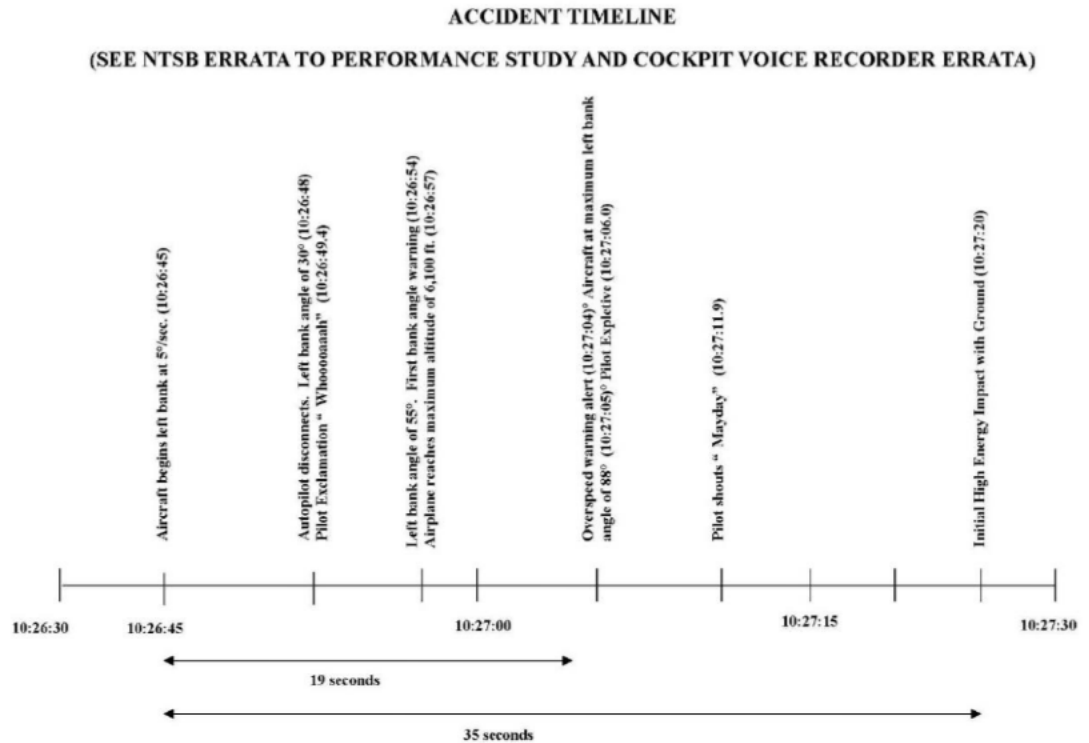 ACCIDENT TIMELINE
(SEE NTSB ERRATA TO PERFORMANCE STUDY AND COCKPIT VOICE RECORDER ERRATA)
Aircraft begins left bank at 5°/sec. (10:26:45)
Autopilot disconnects. Left bank angle of 30° (10:26:48)
Pilot Exclamation “ Whooooaaah” (10:26:49.4)
Left bank angle of 55°. First bank angle warning (10:26:54)
Airplane reaches maximum altitude of 6,100 ft. (10:26:57)
Overspeed warning alert (10:27:04)° Aircraft at maximum left bank
angle of 88° (10:27:05)° Pilot Expletive (10:27:06.0)
Pilot shouts “ Mayday” (10:27:11.9)
Initial High Energy Impact with Ground (10:27:20)
10:26:30
10:26:45
10:27:00
10:27:15
10:27:30
19 seconds
35 seconds